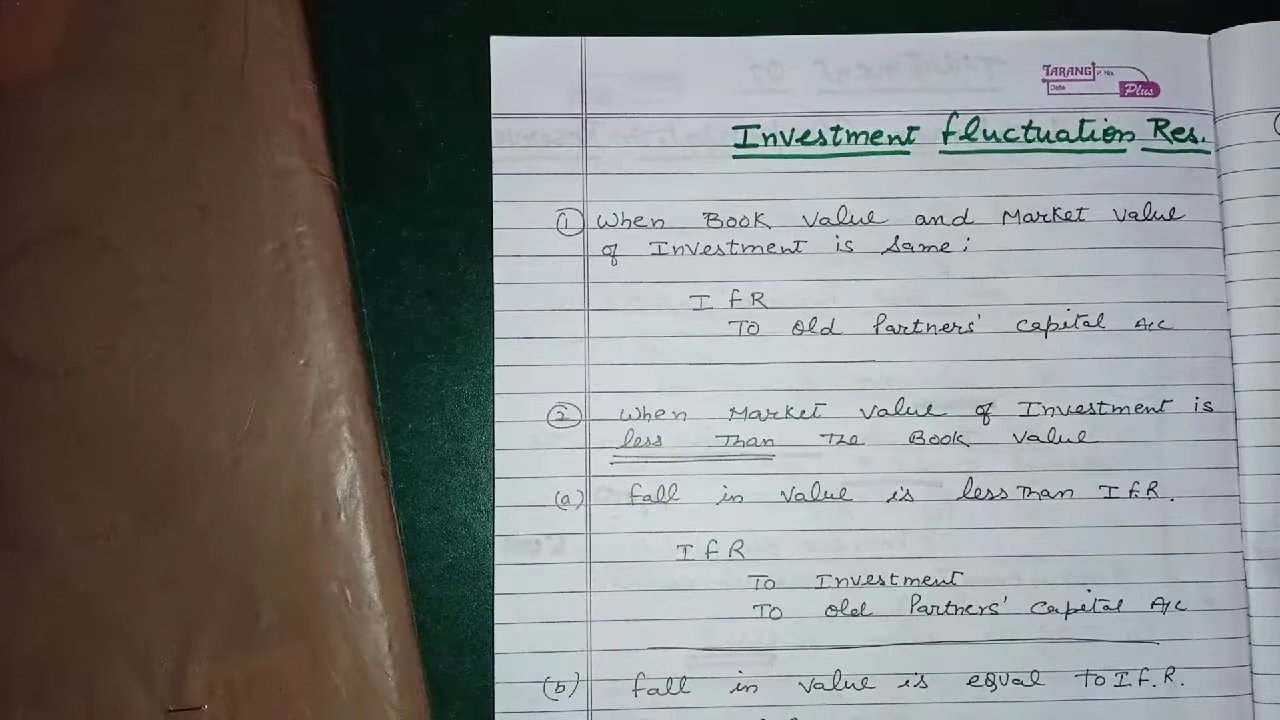 TARANG P. No.
Date Plus
Investment Fluctuation Res.
① When Book Value and Market Value
of Investment is same:
I F R
To old Partners' capital A/c
② When Market Value of Investment is
less Than The Book Value
(a) Fall in Value is less Than I F.R.
I F R
To Investment
To old Partners' capital A/c
(b) Fall in Value is equal to I.F.R.